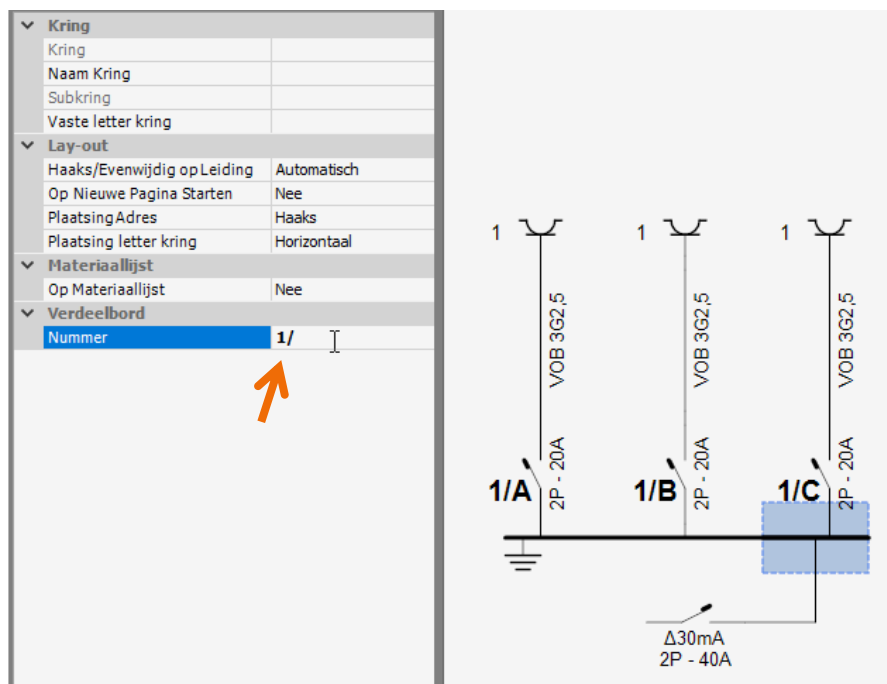 Kring
Kring
Naam Kring
Subkring
Vaste letter kring
Lay-out
Haaks/Evenwijdig op Leiding Automatisch
Op Nieuwe Pagina Starten Nee
Plaatsing Adres Haaks
Plaatsing letter kring Horizontaal
Materiaallijst
Op Materiaallijst Nee
Verdeelbord
Nummer 1/
1 1 1
VOB 3G2,5 VOB 3G2,5 VOB 3G2,5
2P - 20A 2P - 20A 2P - 20A
1/A 1/B 1/C
Δ30mA
2P - 40A